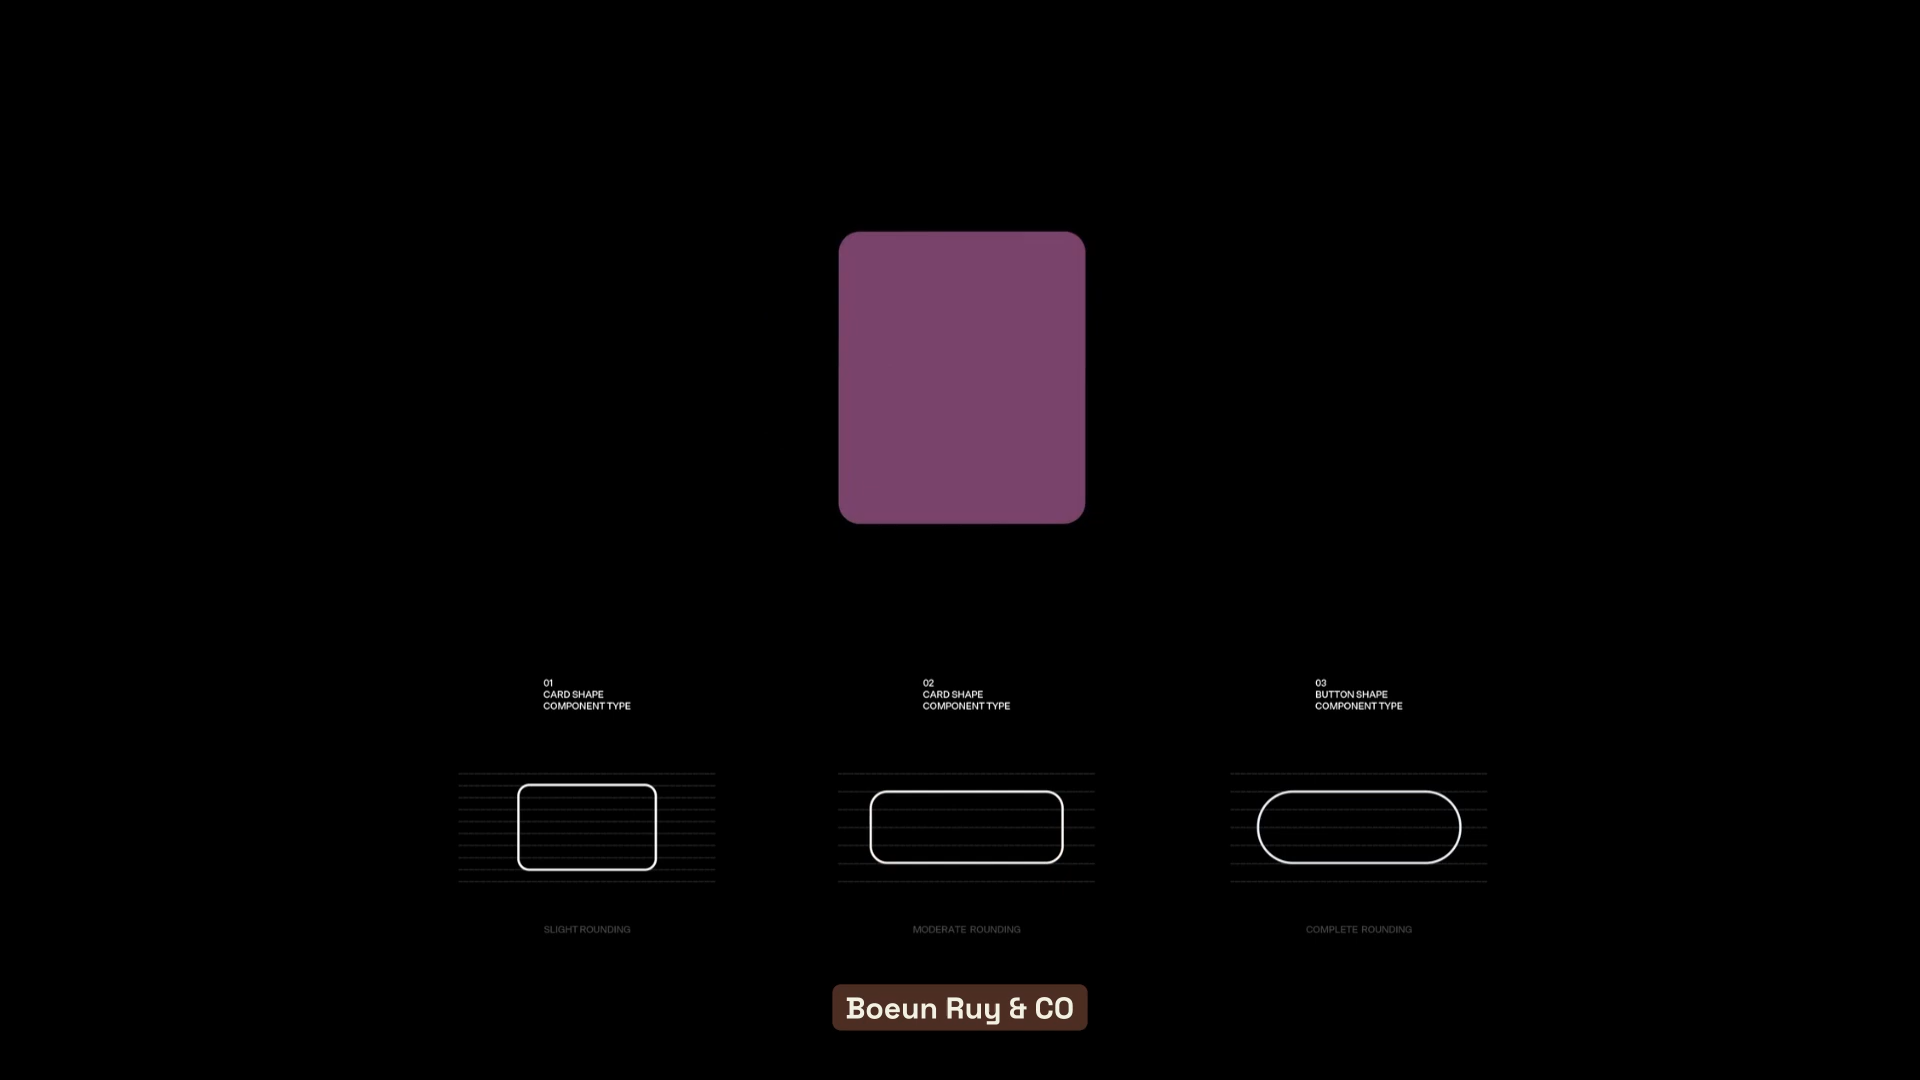 01
CARD SHAPE
COMPONENT TYPE
02
CARD SHAPE
COMPONENT TYPE
03
BUTTON SHAPE
COMPONENT TYPE
SLIGHT ROUNDING
MODERATE ROUNDING
COMPLETE ROUNDING
Boeun Ruy & CO